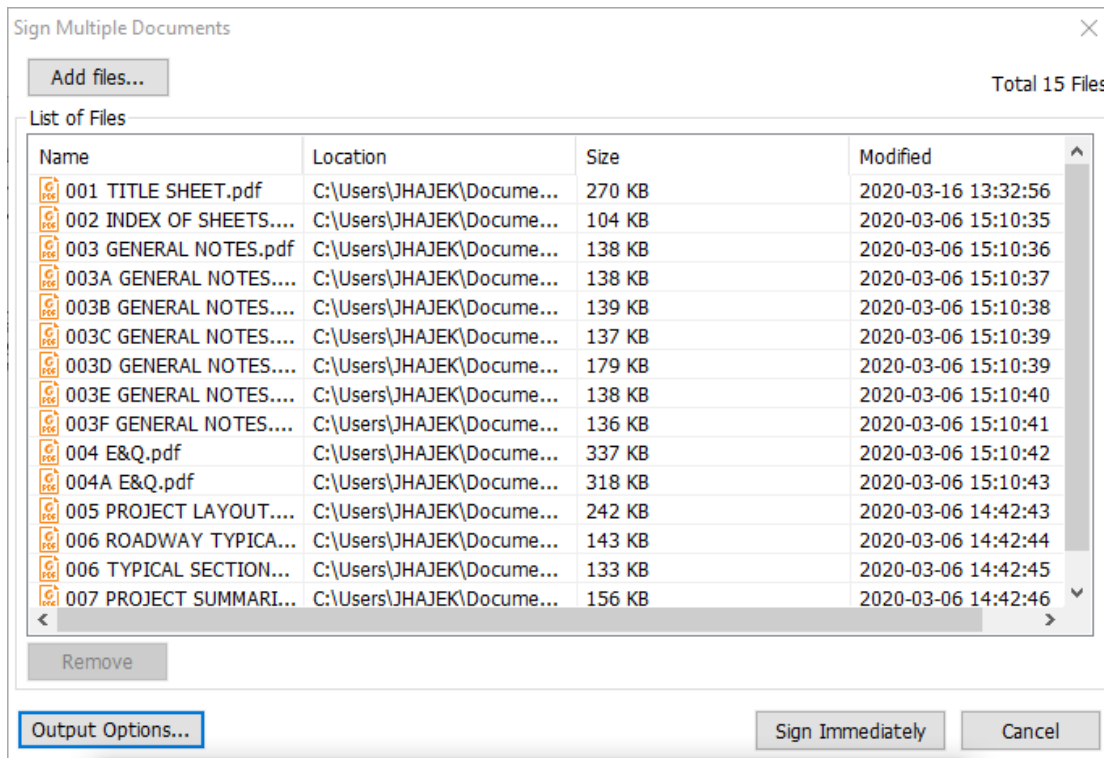 Sign Multiple Documents
Add files...
Total 15 Files
List of Files
Name Location Size Modified
001 TITLE SHEET.pdf C:\Users\JHAJEK\Docume... 270 KB 2020-03-16 13:32:56
002 INDEX OF SHEETS.... C:\Users\JHAJEK\Docume... 104 KB 2020-03-06 15:10:35
003 GENERAL NOTES.pdf C:\Users\JHAJEK\Docume... 138 KB 2020-03-06 15:10:36
003A GENERAL NOTES.... C:\Users\JHAJEK\Docume... 138 KB 2020-03-06 15:10:37
003B GENERAL NOTES.... C:\Users\JHAJEK\Docume... 139 KB 2020-03-06 15:10:38
003C GENERAL NOTES.... C:\Users\JHAJEK\Docume... 137 KB 2020-03-06 15:10:39
003D GENERAL NOTES.... C:\Users\JHAJEK\Docume... 179 KB 2020-03-06 15:10:39
003E GENERAL NOTES.... C:\Users\JHAJEK\Docume... 138 KB 2020-03-06 15:10:40
003F GENERAL NOTES.... C:\Users\JHAJEK\Docume... 136 KB 2020-03-06 15:10:41
004 E&Q.pdf C:\Users\JHAJEK\Docume... 337 KB 2020-03-06 15:10:42
004A E&Q.pdf C:\Users\JHAJEK\Docume... 318 KB 2020-03-06 15:10:43
005 PROJECT LAYOUT.... C:\Users\JHAJEK\Docume... 242 KB 2020-03-06 14:42:43
006 ROADWAY TYPICA... C:\Users\JHAJEK\Docume... 143 KB 2020-03-06 14:42:44
006 TYPICAL SECTION... C:\Users\JHAJEK\Docume... 133 KB 2020-03-06 14:42:45
007 PROJECT SUMMARI... C:\Users\JHAJEK\Docume... 156 KB 2020-03-06 14:42:46
Remove
Output Options... Sign Immediately Cancel